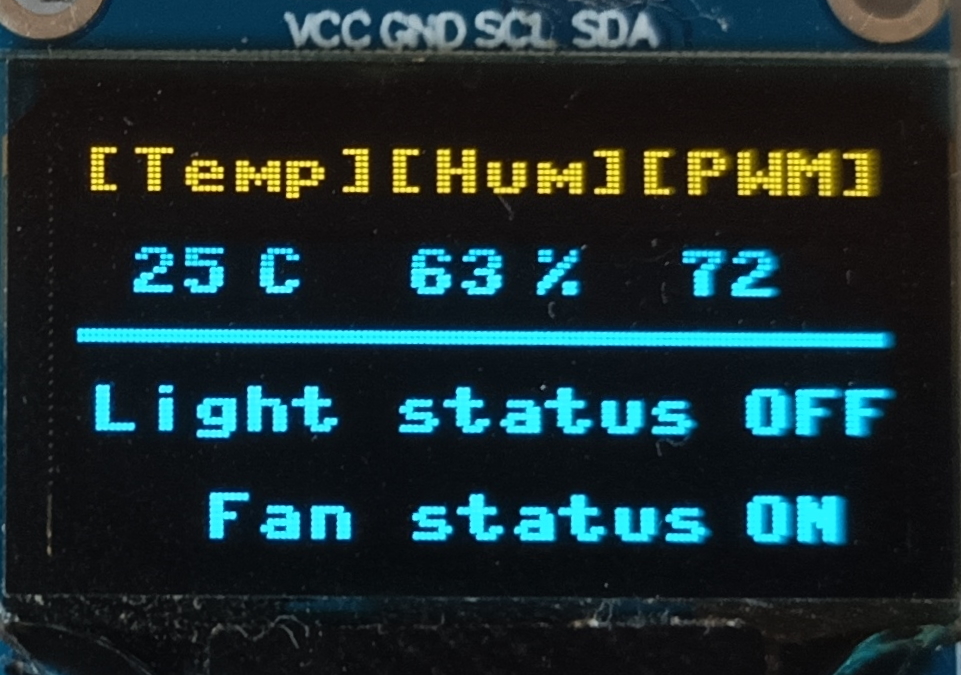 VCC GND SCL SDA
[Temp][Hum][PWM]
25 C 63 % 72
Light status OFF
Fan status ON